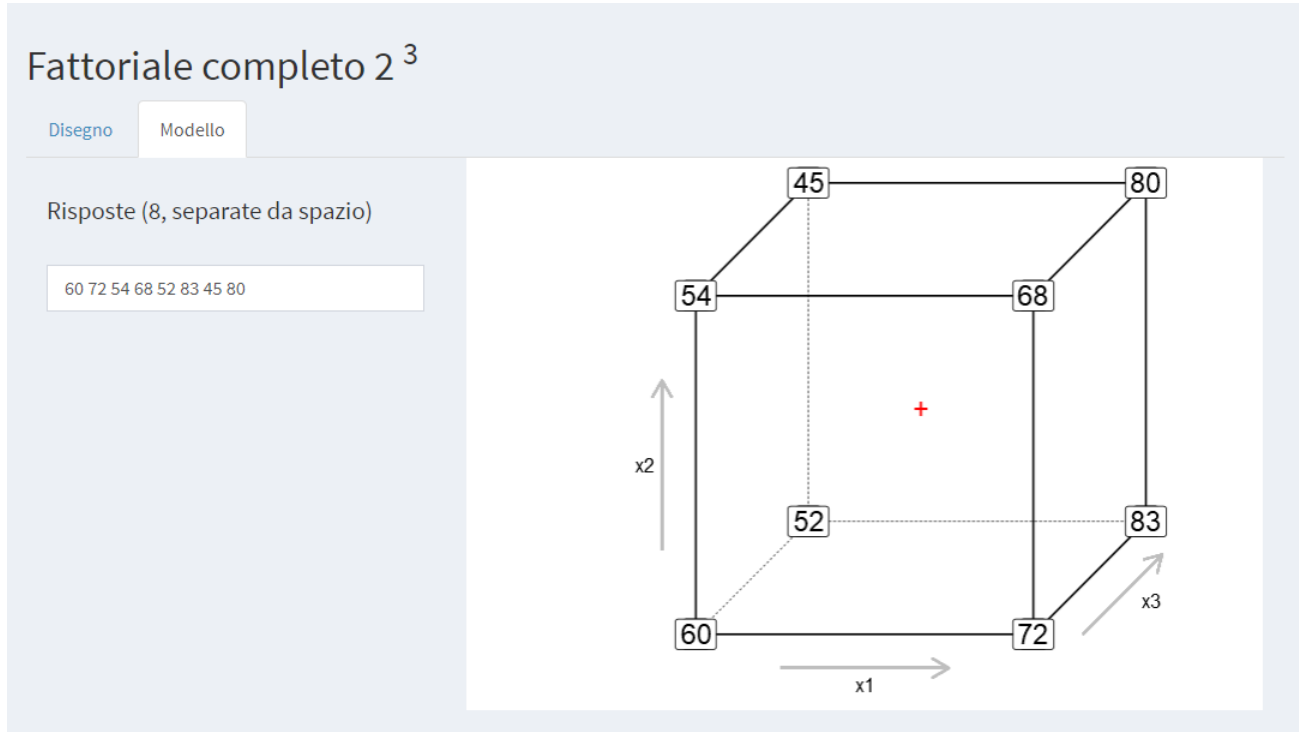 Fattoriale completo 2 3
Disegno Modello
Risposte (8, separate da spazio)
60 72 54 68 52 83 45 80
45 80
54 68
+
x2
52 83
x3
60 72
x1